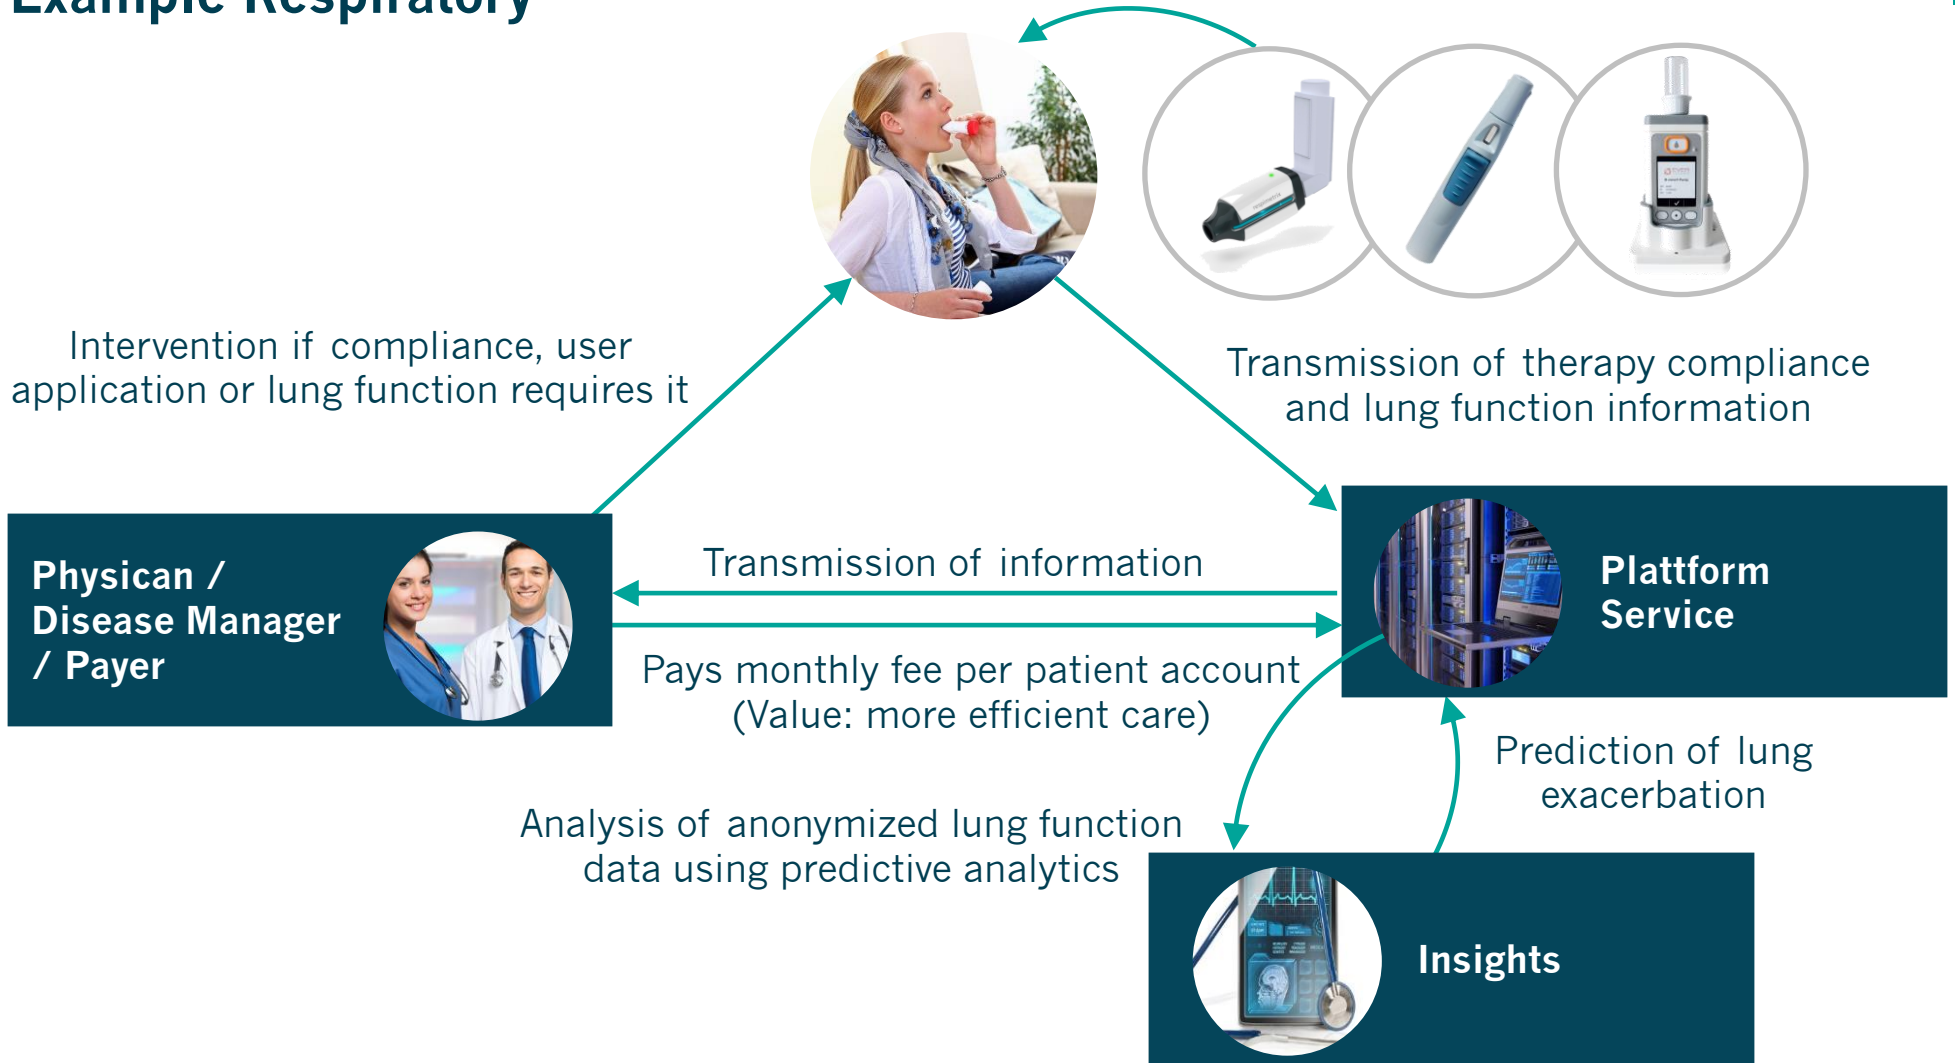 Example Respiratory
Intervention if compliance, user
application or lung function requires it
Transmission of therapy compliance
and lung function information
Physican /
Disease Manager
/ Payer
Transmission of information
Plattform
Service
Pays monthly fee per patient account
(Value: more efficient care)
Prediction of lung
exacerbation
Analysis of anonymized lung function
data using predictive analytics
Insights